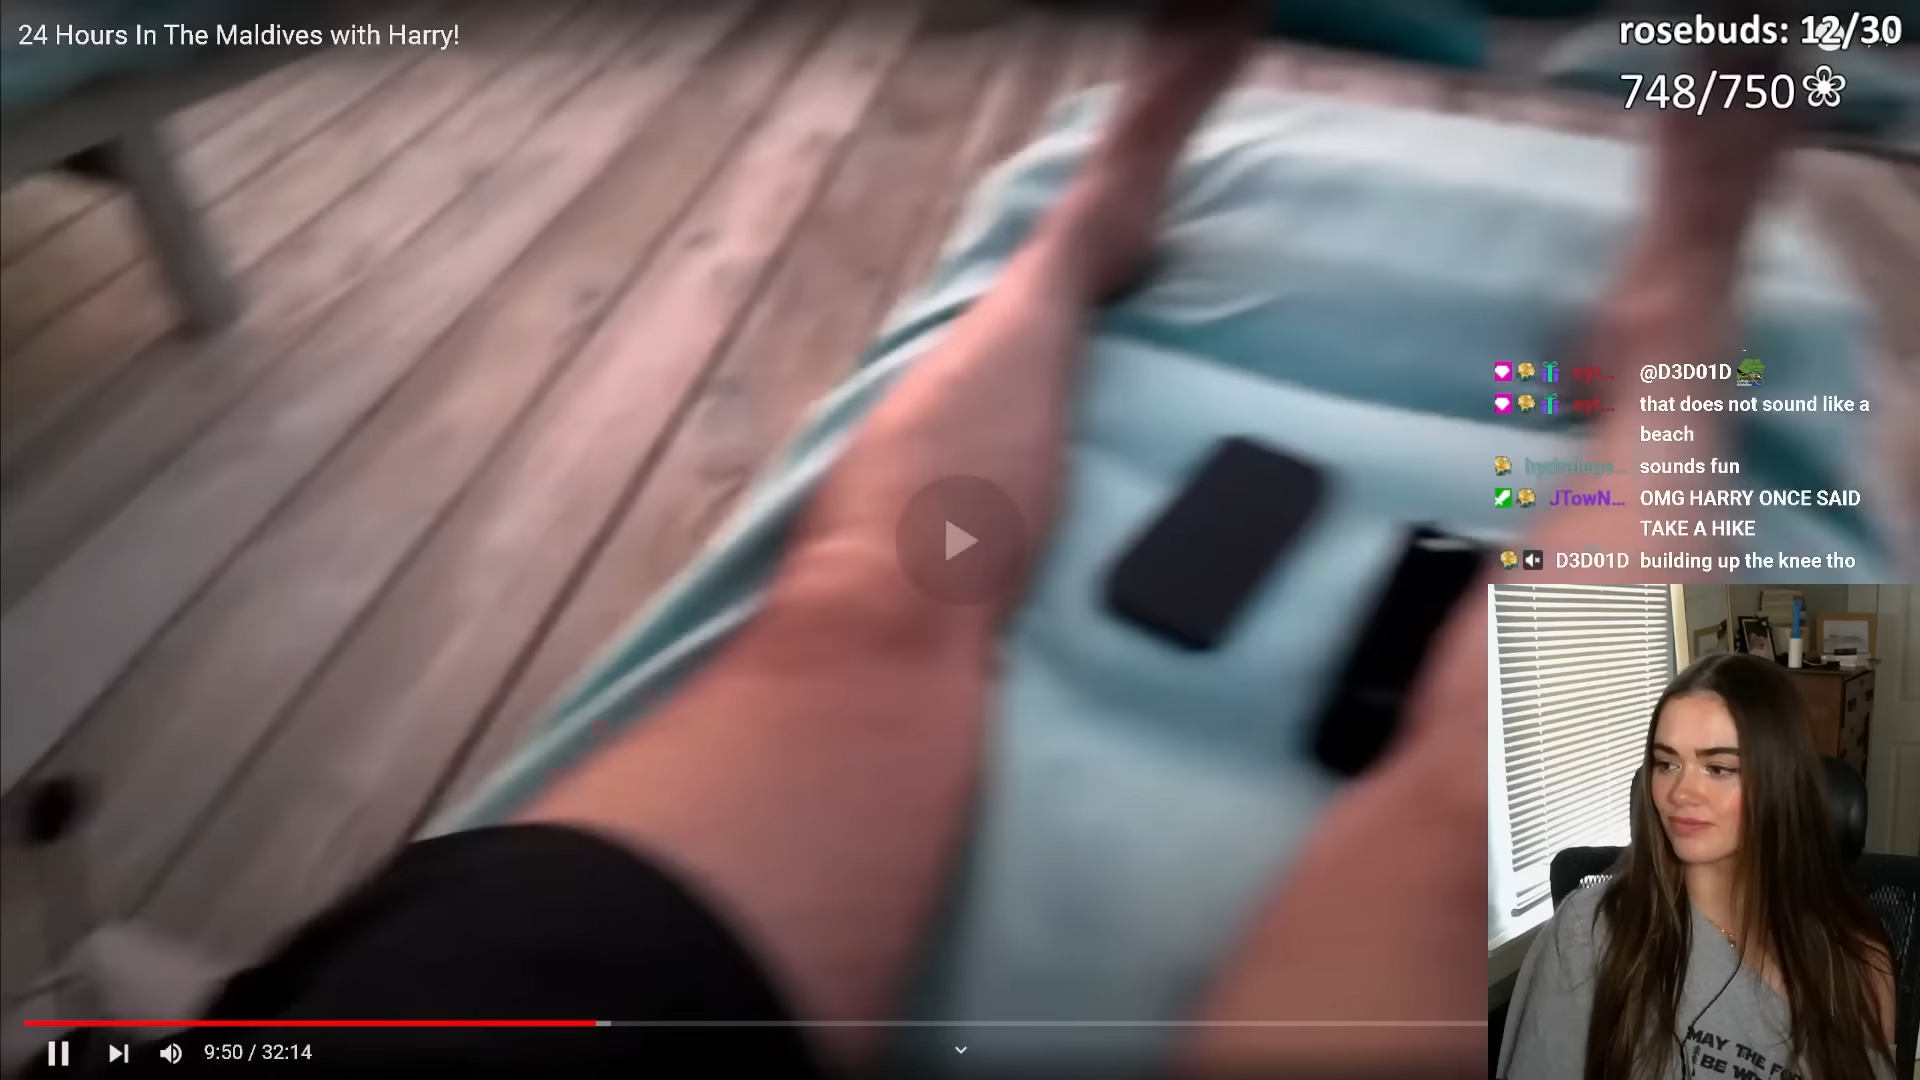 24 Hours In The Maldives with Harry!
rosebuds: 12/30
748/750
@D3D01D
that does not sound like a
beach
sounds fun
JTowN... OMG HARRY ONCE SAID
TAKE A HIKE
D3D01D building up the knee tho
MAY THE
BE
9:50 / 32:14